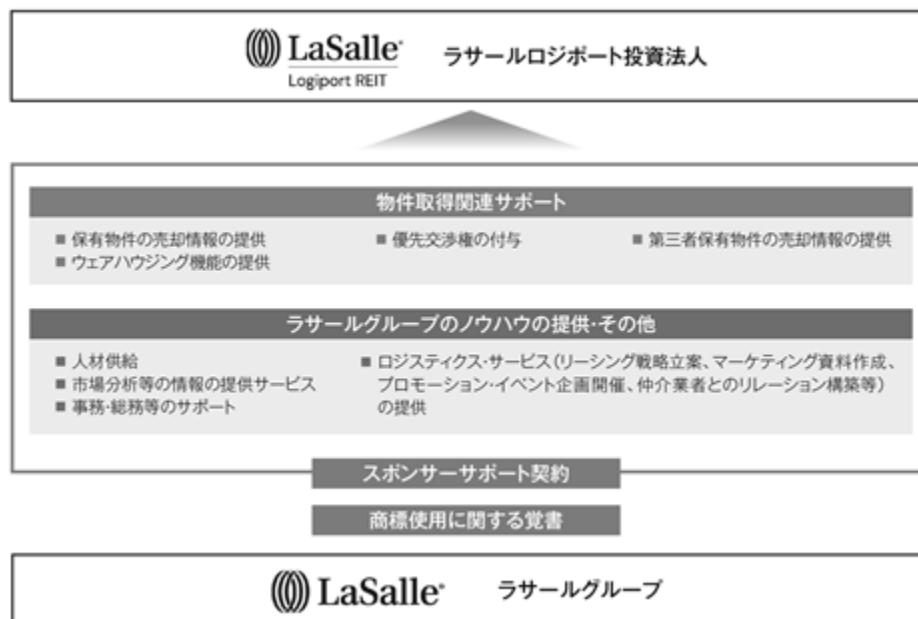 LaSalle
Logiport REIT
ラサールロジポート投資法人
物件取得関連サポート
■ 保有物件の売却情報の提供
■ ウェアハウジング機能の提供
■ 優先交渉権の付与
■ 第三者保有物件の売却情報の提供
ラサールグループのノウハウの提供・その他
■ 人材供給
■ 市場分析等の情報の提供サービス
■ 事務・総務等のサポート
■ ロジスティクス・サービス（リーシング戦略立案、マーケティング資料作成、
プロモーション・イベント企画開催、仲介業者とのリレーション構築等）
の提供
スポンサーサポート契約
商標使用に関する覚書
LaSalle
ラサールグループ